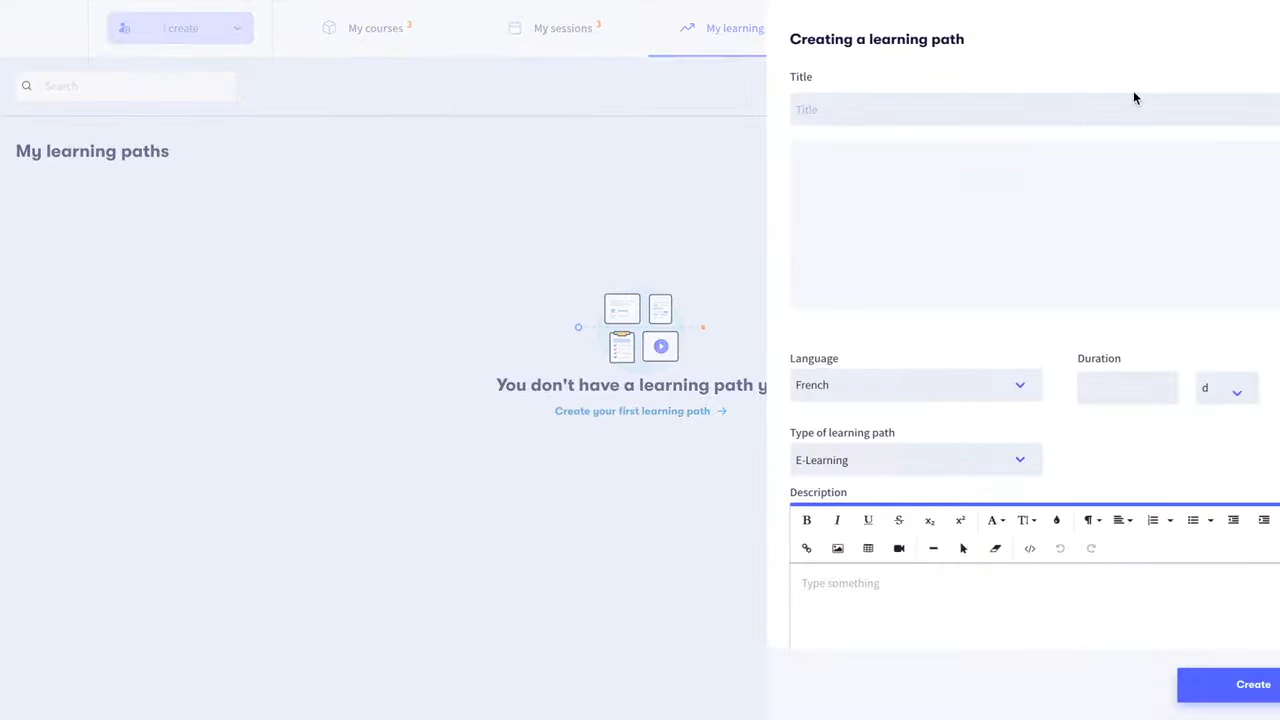 I create
My courses 3
My sessions 3
My learning
Search
My learning paths
You don't have a learning path y
Create your first learning path →
Creating a learning path
Title
Title
Language
Duration
French
d
Type of learning path
E-Learning
Description
B I U S x₂ x² A T! ¶
</>
Type something
Create